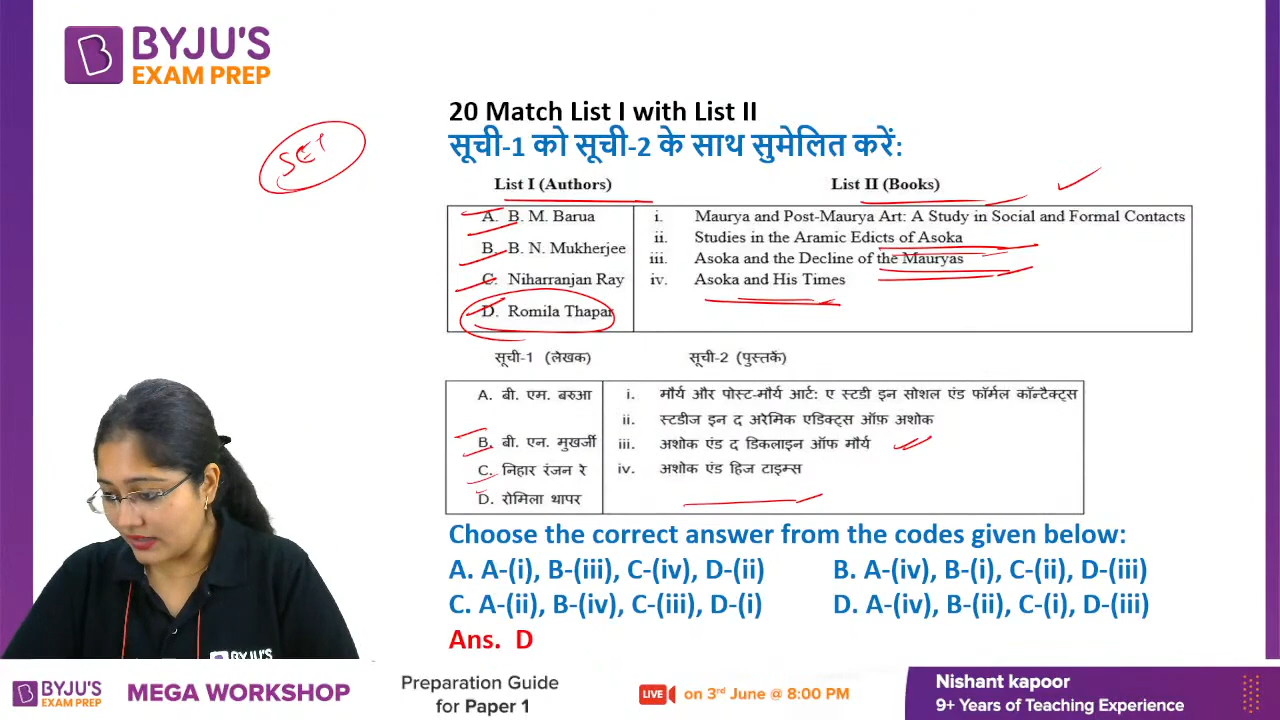 BYJU'S
EXAM PREP
20 Match List I with List II
सूची-1 को सूची-2 के साथ सुमेलित करें:
SET
List I (Authors) List II (Books)
A. B. M. Barua
B. B. N. Mukherjee
C. Niharranjan Ray
D. Romila Thapar
i. Maurya and Post-Maurya Art: A Study in Social and Formal Contacts
ii. Studies in the Aramic Edicts of Asoka
iii. Asoka and the Decline of the Mauryas
iv. Asoka and His Times
सूची-1 (लेखक) सूची-2 (पुस्तकें)
A. बी. एम. बरुआ
B. बी. एन. मुखर्जी
C. निहार रंजन रे
D. रोमिला थापर
i. मौर्य और पोस्ट-मौर्य आर्ट: ए स्टडी इन सोशल एंड फॉर्मल कॉन्टैक्ट्स
ii. स्टडीज इन द अरेमिक एडिक्ट्स ऑफ़ अशोक
iii. अशोक एंड द डिकलाइन ऑफ मौर्य
iv. अशोक एंड हिज टाइम्स
Choose the correct answer from the codes given below:
A. A-(i), B-(iii), C-(iv), D-(ii) B. A-(iv), B-(i), C-(ii), D-(iii)
C. A-(ii), B-(iv), C-(iii), D-(i) D. A-(iv), B-(ii), C-(i), D-(iii)
Ans. D
BYJU'S
BYJU'S
EXAM PREP
MEGA WORKSHOP
Preparation Guide
for Paper 1
LIVE on 3rd June @ 8:00 PM
Nishant kapoor
9+ Years of Teaching Experience